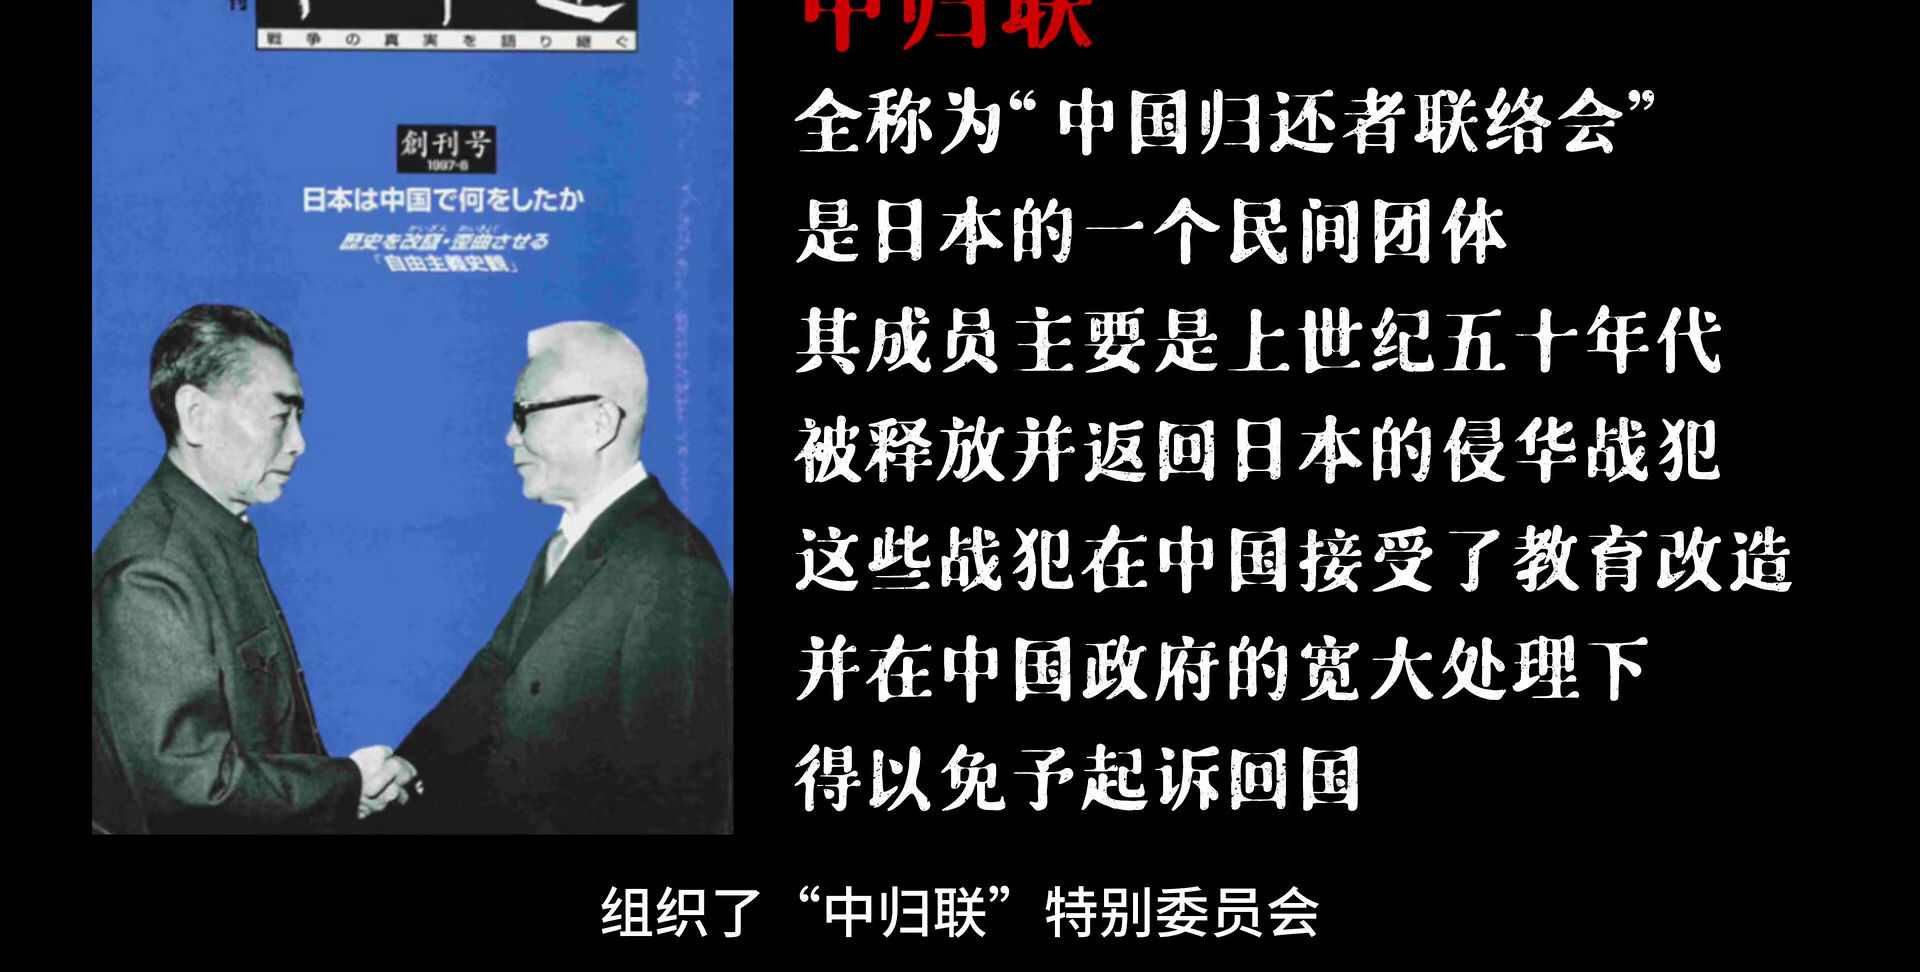 刊
戦争の真実を語り継ぐ
創刊号
1997-6
日本は中国で何をしたか
歴史を改竄・歪曲させる
「自由主義史観」
中归联
全称为“中国归还者联络会”
是日本的一个民间团体
其成员主要是上世纪五十年代
被释放并返回日本的侵华战犯
这些战犯在中国接受了教育改造
并在中国政府的宽大处理下
得以免予起诉回国
组织了“中归联”特别委员会